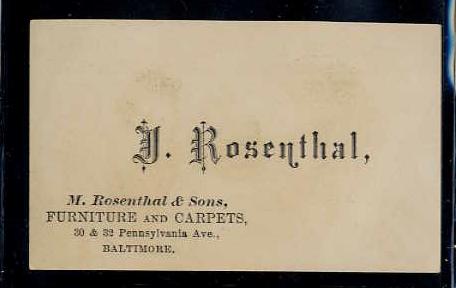 J. Rosenthal,
M. Rosenthal & Sons,
FURNITURE AND CARPETS,
30 & 32 Pennsylvania Ave.,
BALTIMORE.